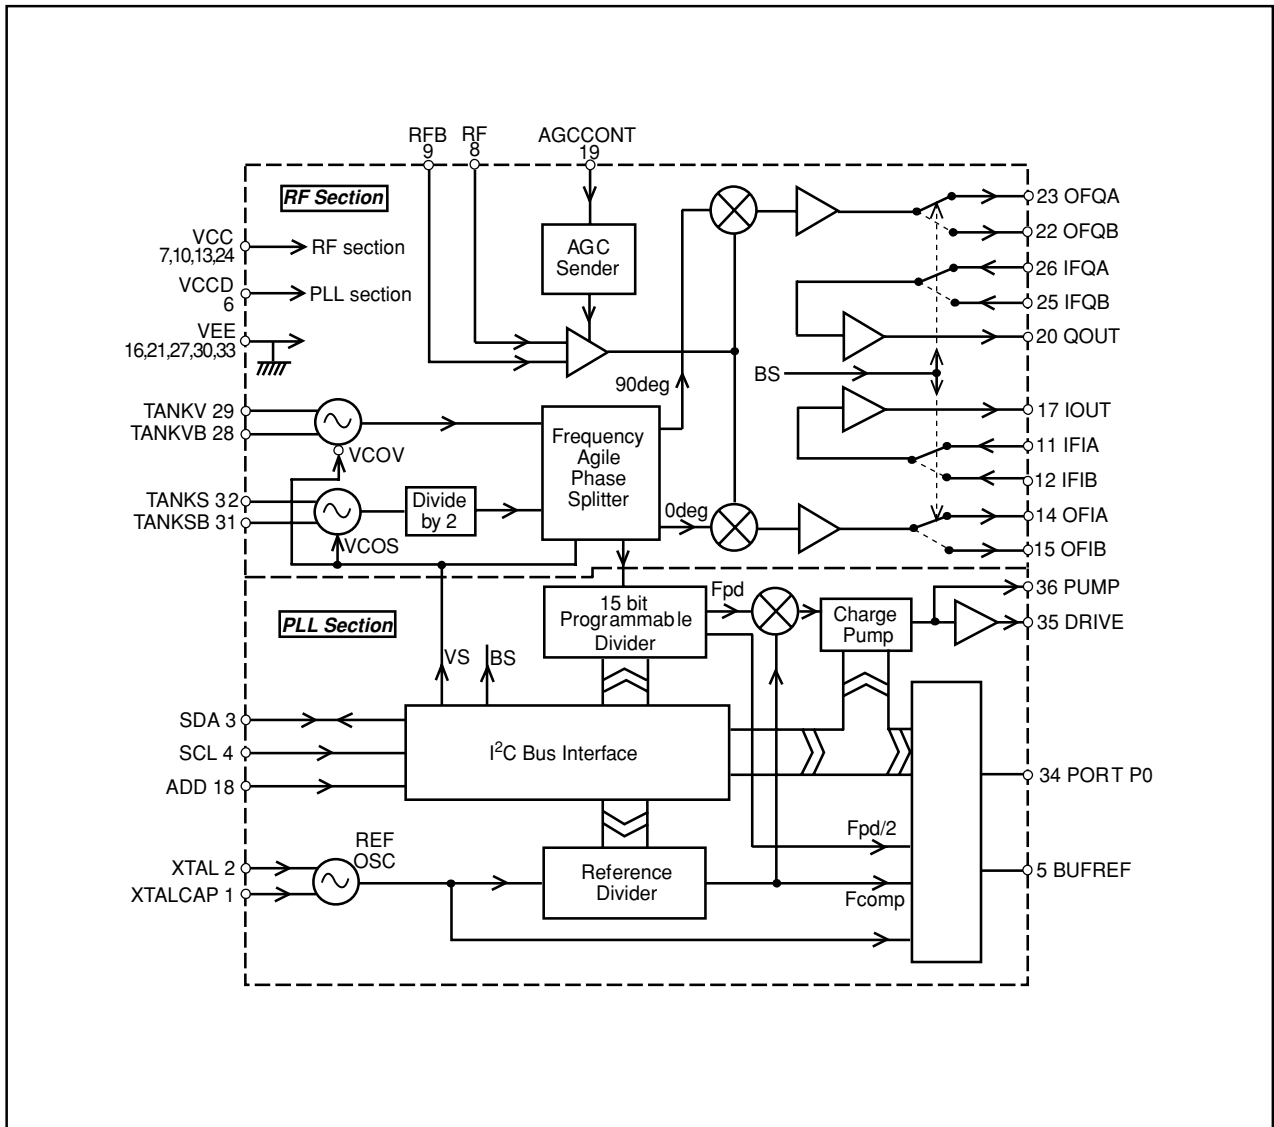 RFB
9
RF
8
AGCCONT
19
RF Section
VCC
7,10,13,24
RF section
VCCD
6
PLL section
VEE
16,21,27,30,33
AGC
Sender
23 OFQA
22 OFQB
26 IFQA
25 IFQB
20 QOUT
BS
90deg
17 IOUT
11 IFIA
12 IFIB
14 OFIA
15 OFIB
TANKV 29
TANKVB 28
VCOV
TANKS 32
TANKSB 31
VCOS
Divide
by 2
Frequency
Agile
Phase
Splitter
0deg
PLL Section
15 bit
Programmable
Divider
Fpd
Charge
Pump
36 PUMP
35 DRIVE
VS
BS
SDA 3
SCL 4
ADD 18
I²C Bus Interface
34 PORT P0
Fpd/2
REF
OSC
XTAL 2
XTALCAP 1
Reference
Divider
Fcomp
5 BUFREF